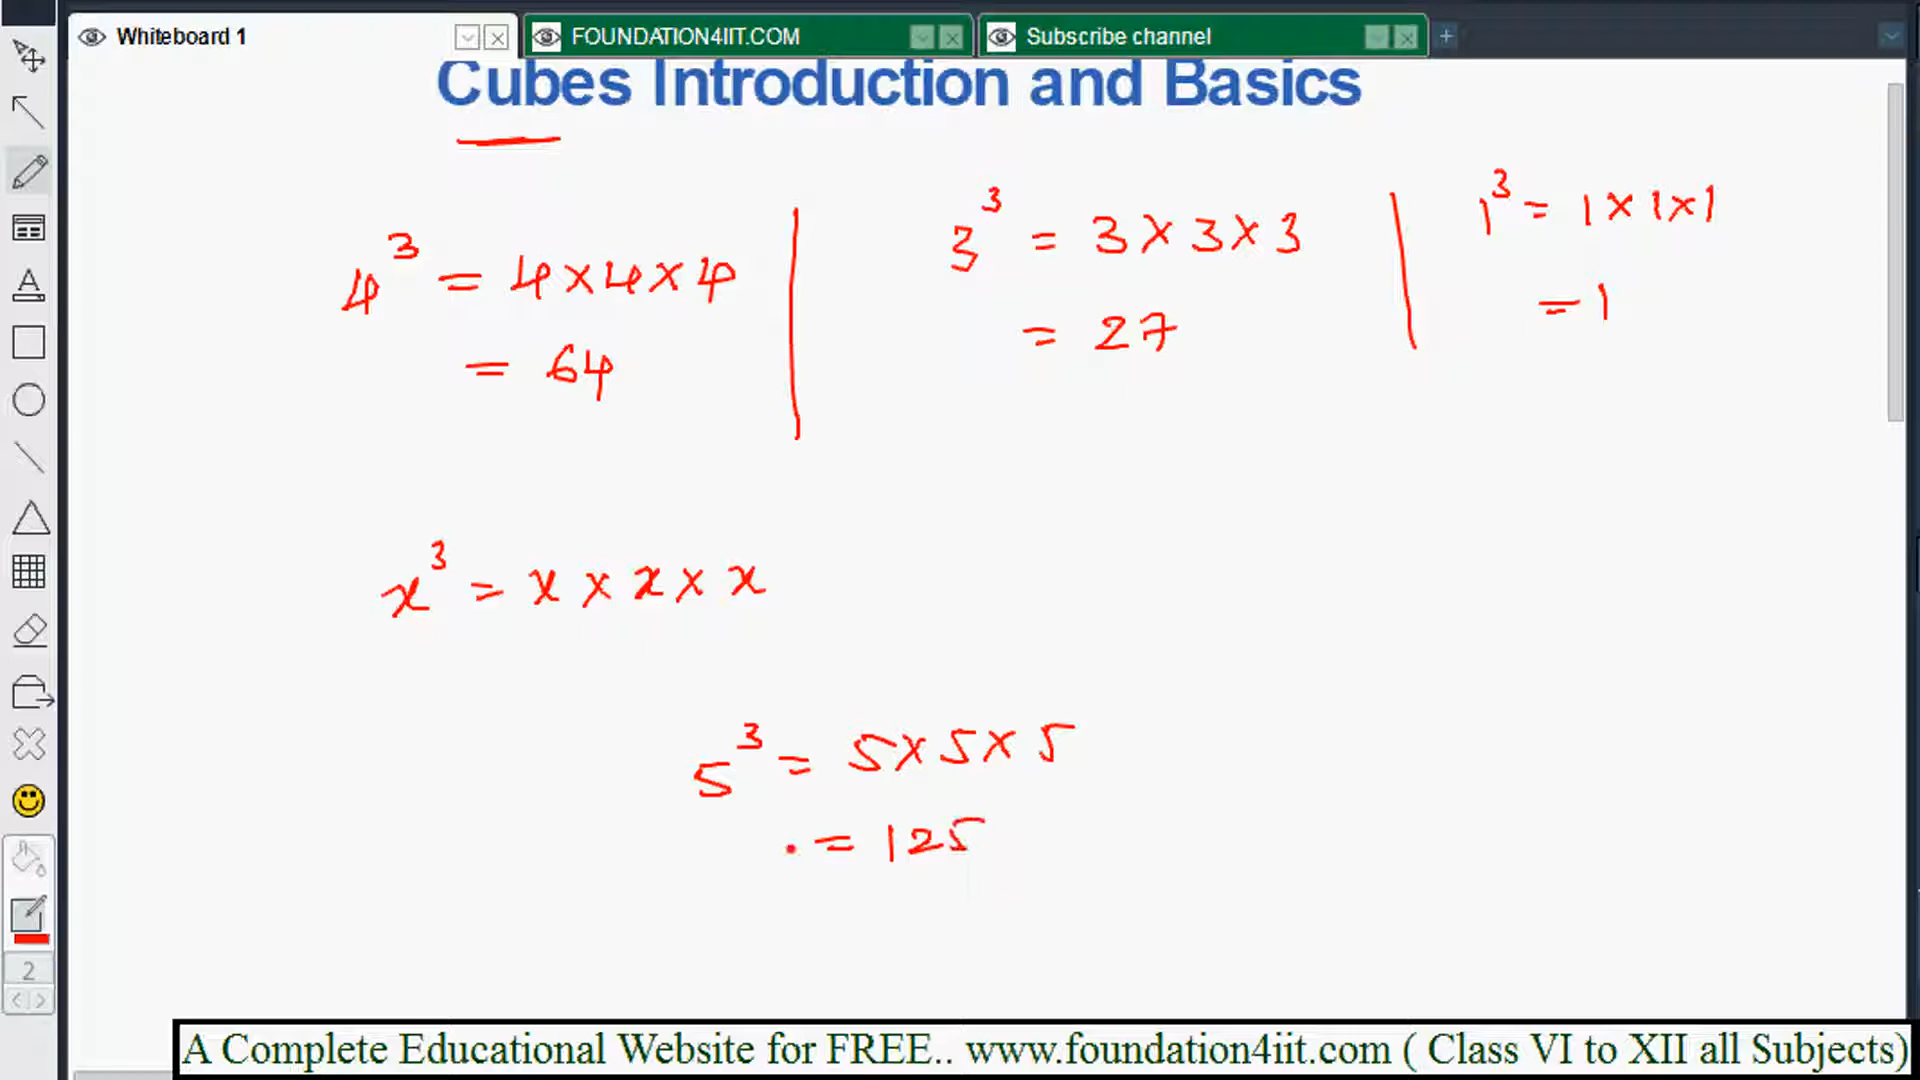 Whiteboard 1
FOUNDATION4IIT.COM
Subscribe channel
Cubes Introduction and Basics
4³ = 4 × 4 × 4
= 64
3³ = 3 × 3 × 3
= 27
1³ = 1 × 1 × 1
= 1
x³ = x × x × x
5³ = 5 × 5 × 5
= 125
2
A Complete Educational Website for FREE.. www.foundation4iit.com ( Class VI to XII all Subjects)